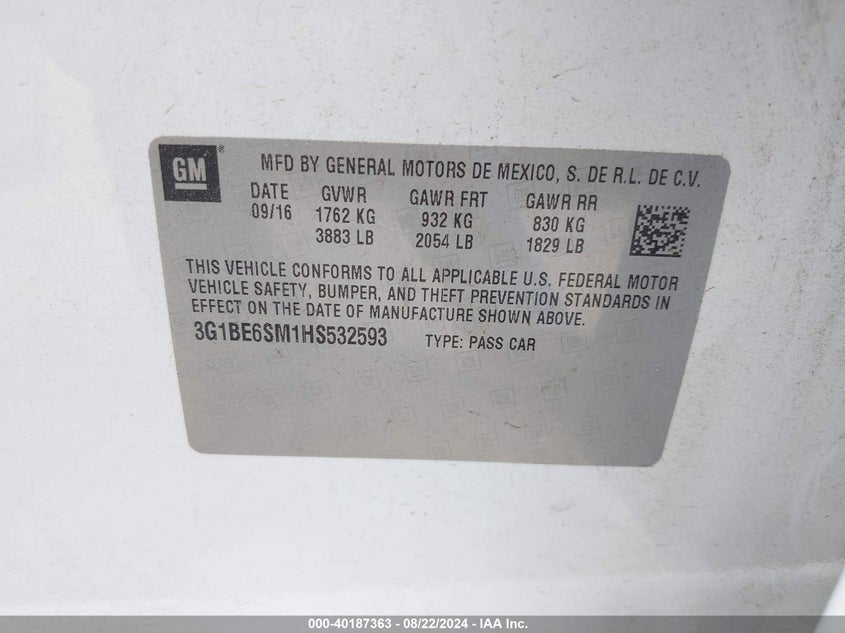 GM® MFD BY GENERAL MOTORS DE MEXICO, S. DE R.L. DE C.V.
DATE GVWR GAWR FRT GAWR RR
09/16 1762 KG 932 KG 830 KG
3883 LB 2054 LB 1829 LB
THIS VEHICLE CONFORMS TO ALL APPLICABLE U.S. FEDERAL MOTOR
VEHICLE SAFETY, BUMPER, AND THEFT PREVENTION STANDARDS IN
EFFECT ON THE DATE OF MANUFACTURE SHOWN ABOVE.
3G1BE6SM1HS532593 TYPE: PASS CAR
000-40187363 - 08/22/2024 - IAA Inc.